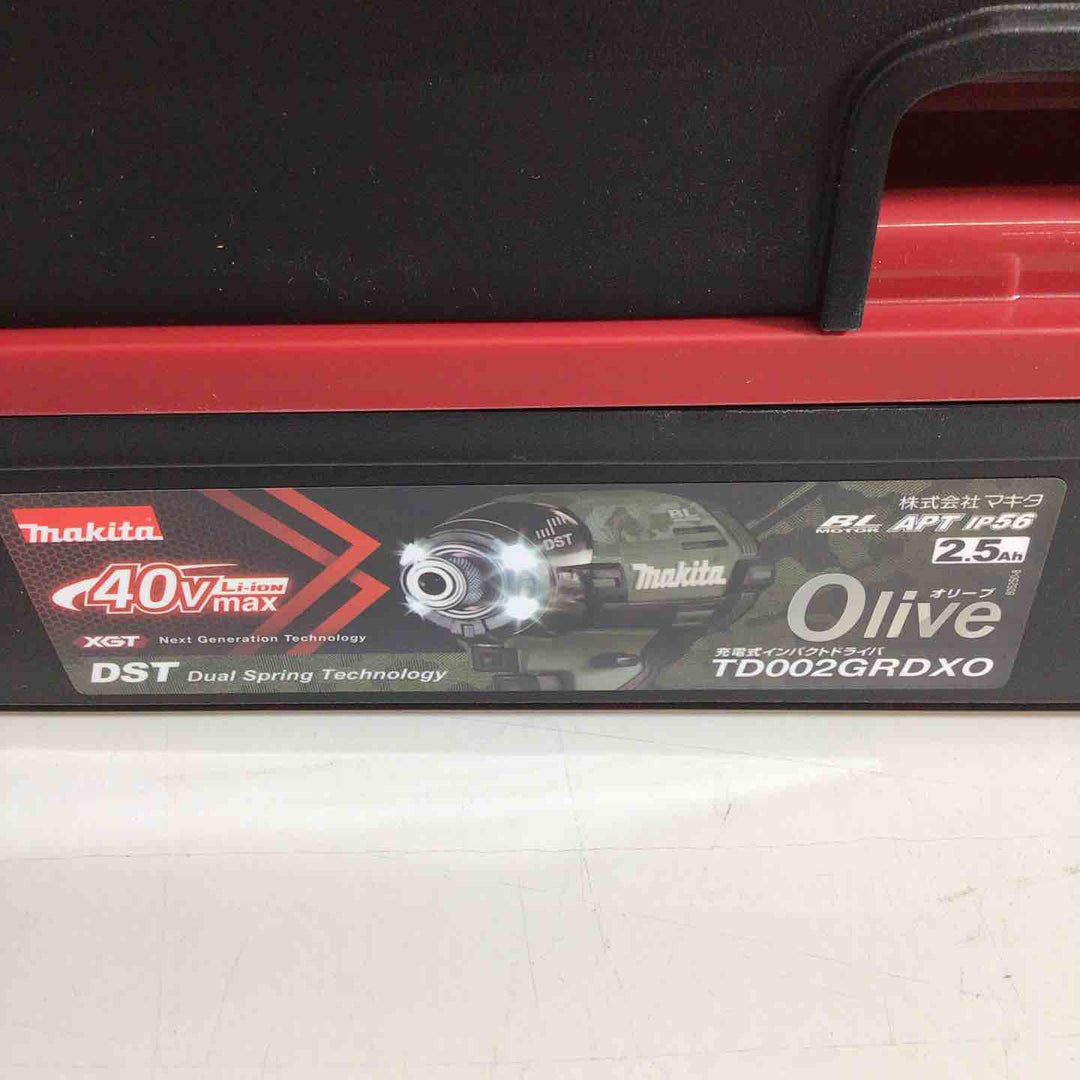 makita
40Vmax Li-ion
XGT Next Generation Technology
DST Dual Spring Technology
DST
BL
makita
株式会社 マキタ
BL MOTOR APT IP56
2.5Ah
Olive
オリーブ
充電式インパクトドライバ
TD002GRDXO